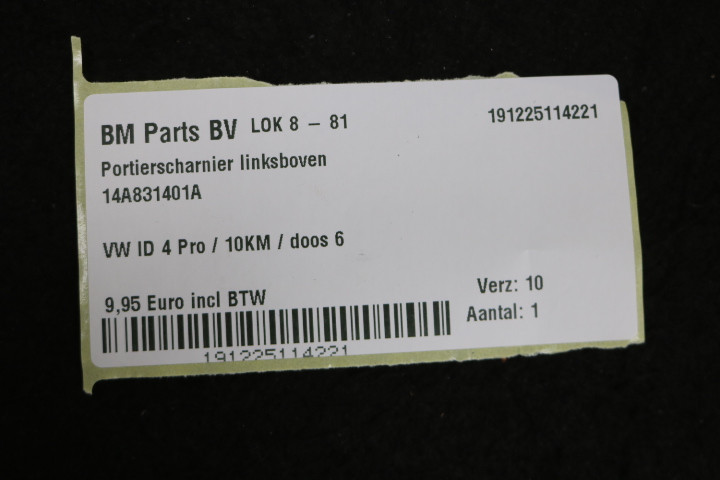 BM Parts BV LOK 8 - 81 191225114221
Portierscharnier linksboven
14A831401A
VW ID 4 Pro / 10KM / doos 6
9,95 Euro incl BTW Verz: 10
Aantal: 1
191225114221